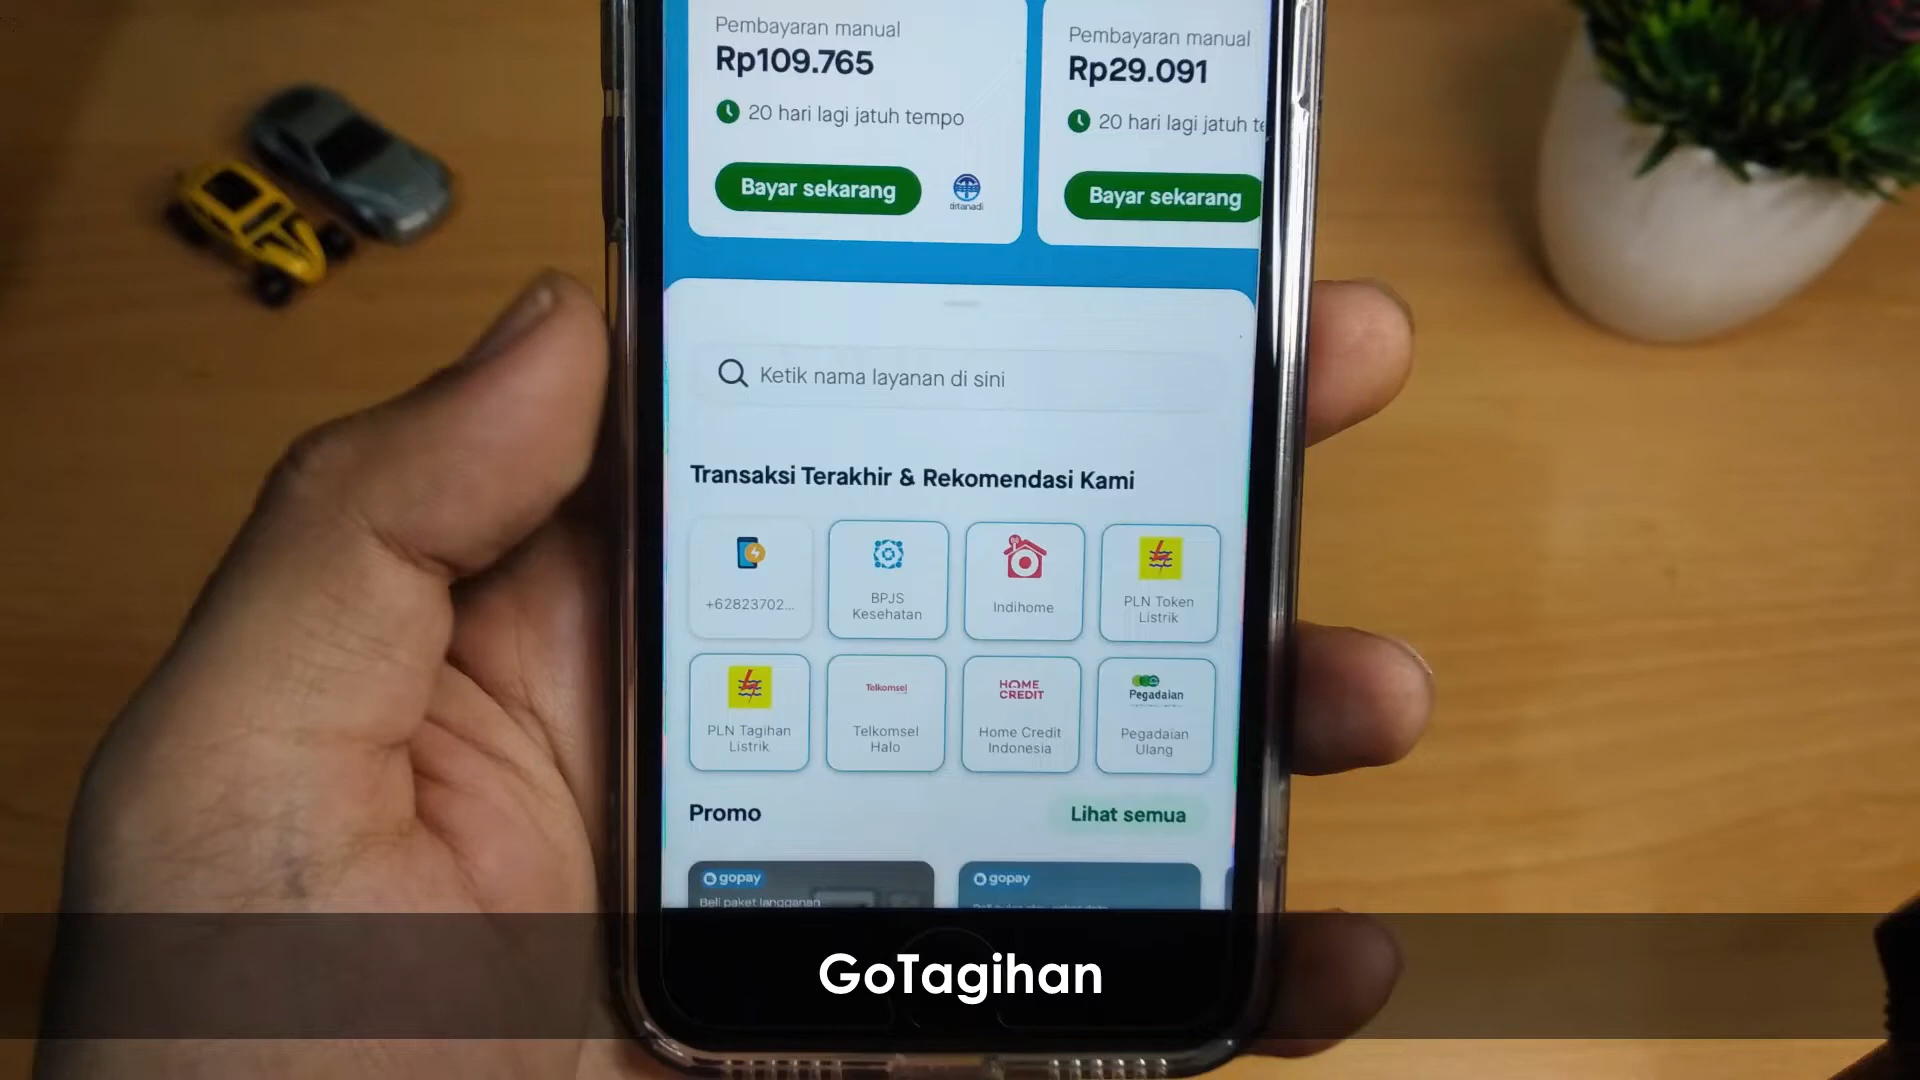 Pembayaran manual
Rp109.765
20 hari lagi jatuh tempo
Bayar sekarang
tirtanadi
Pembayaran manual
Rp29.091
20 hari lagi jatuh te
Bayar sekarang
Ketik nama layanan di sini
Transaksi Terakhir & Rekomendasi Kami
+62823702...
BPJS
Kesehatan
Indihome
PLN Token
Listrik
PLN Tagihan
Listrik
Telkomsel
Telkomsel
Halo
HOME
CREDIT
Home Credit
Indonesia
Pegadaian
Pegadaian
Ulang
Promo
Lihat semua
gopay
Beli paket langganan
gopay
GoTagihan